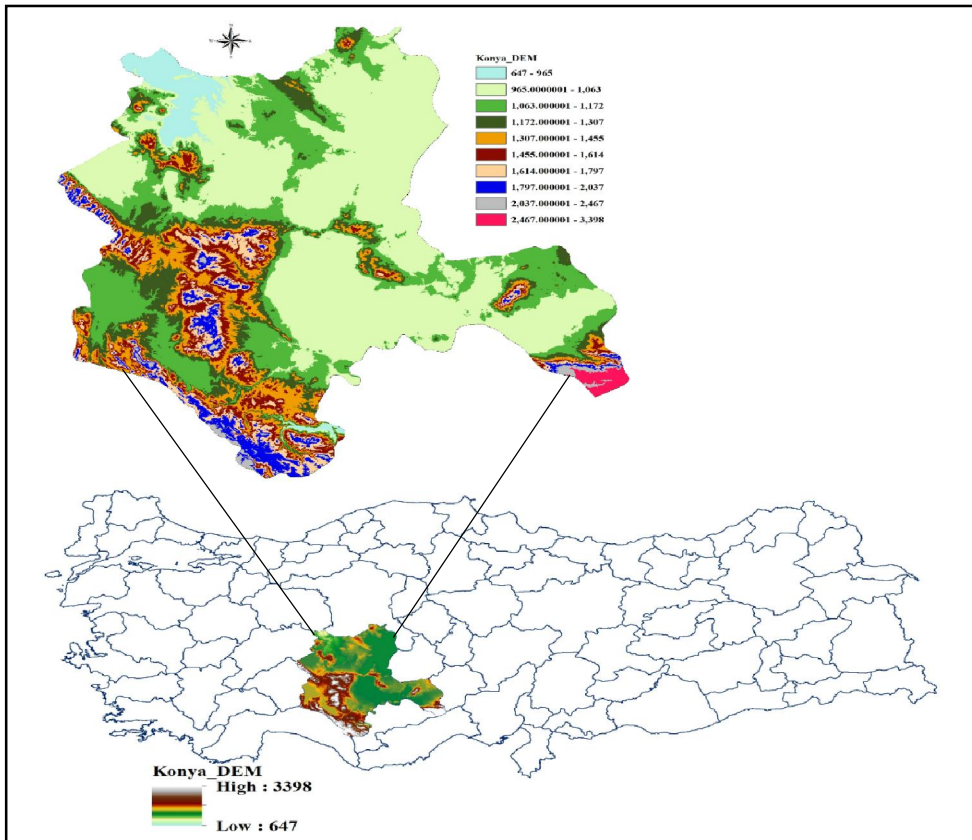 Konya_DEM
647 - 965
965.0000001 - 1,063
1,063.000001 - 1,172
1,172.000001 - 1,307
1,307.000001 - 1,455
1,455.000001 - 1,614
1,614.000001 - 1,797
1,797.000001 - 2,037
2,037.000001 - 2,467
2,467.000001 - 3,398
Konya_DEM
High : 3398
Low : 647